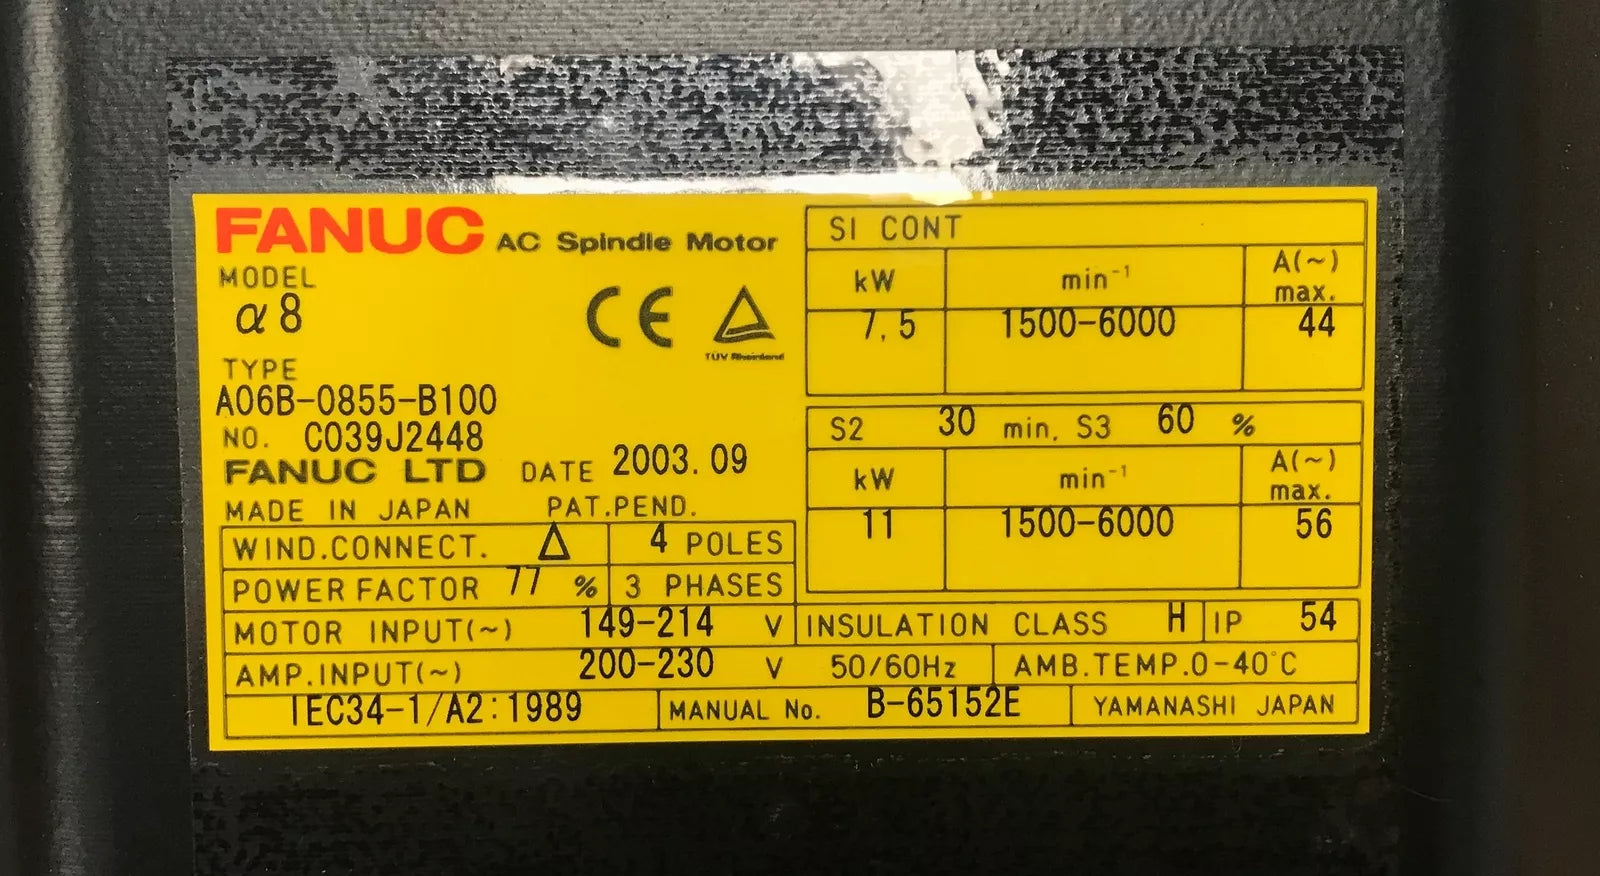 FANUC AC Spindle Motor
MODEL
α8
CE
TÜV Rheinland
TYPE
A06B-0855-B100
NO. C039J2448
FANUC LTD DATE 2003.09
MADE IN JAPAN PAT.PEND.
WIND.CONNECT. Δ 4 POLES
POWER FACTOR 77 % 3 PHASES
MOTOR INPUT(~) 149-214 V
AMP.INPUT(~) 200-230 V 50/60Hz
SI CONT
kW min⁻¹ A(~) max.
7,5 1500-6000 44
S2 30 min, S3 60 %
kW min⁻¹ A(~) max.
11 1500-6000 56
INSULATION CLASS H IP 54
AMB.TEMP.0-40°C
IEC34-1/A2:1989 MANUAL No. B-65152E YAMANASHI JAPAN